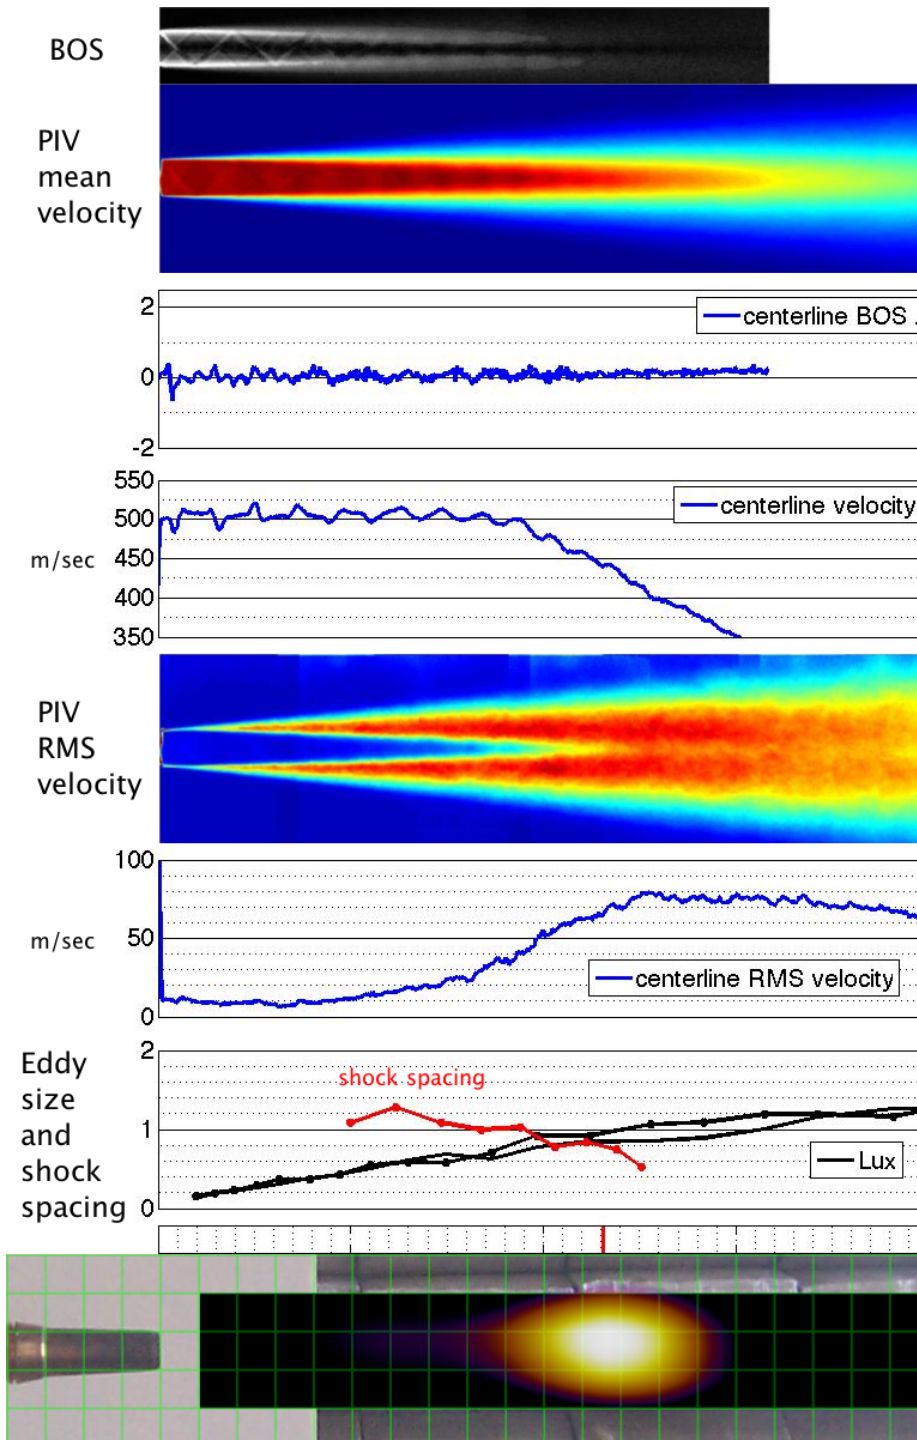 BOS
PIV
mean
velocity
2
centerline BOS .
0
-2
550
centerline velocity
500
m/sec
450
400
350
PIV
RMS
velocity
100
m/sec
50
centerline RMS velocity
0
Eddy
size
and
shock
spacing
2
shock spacing
1
Lux
0